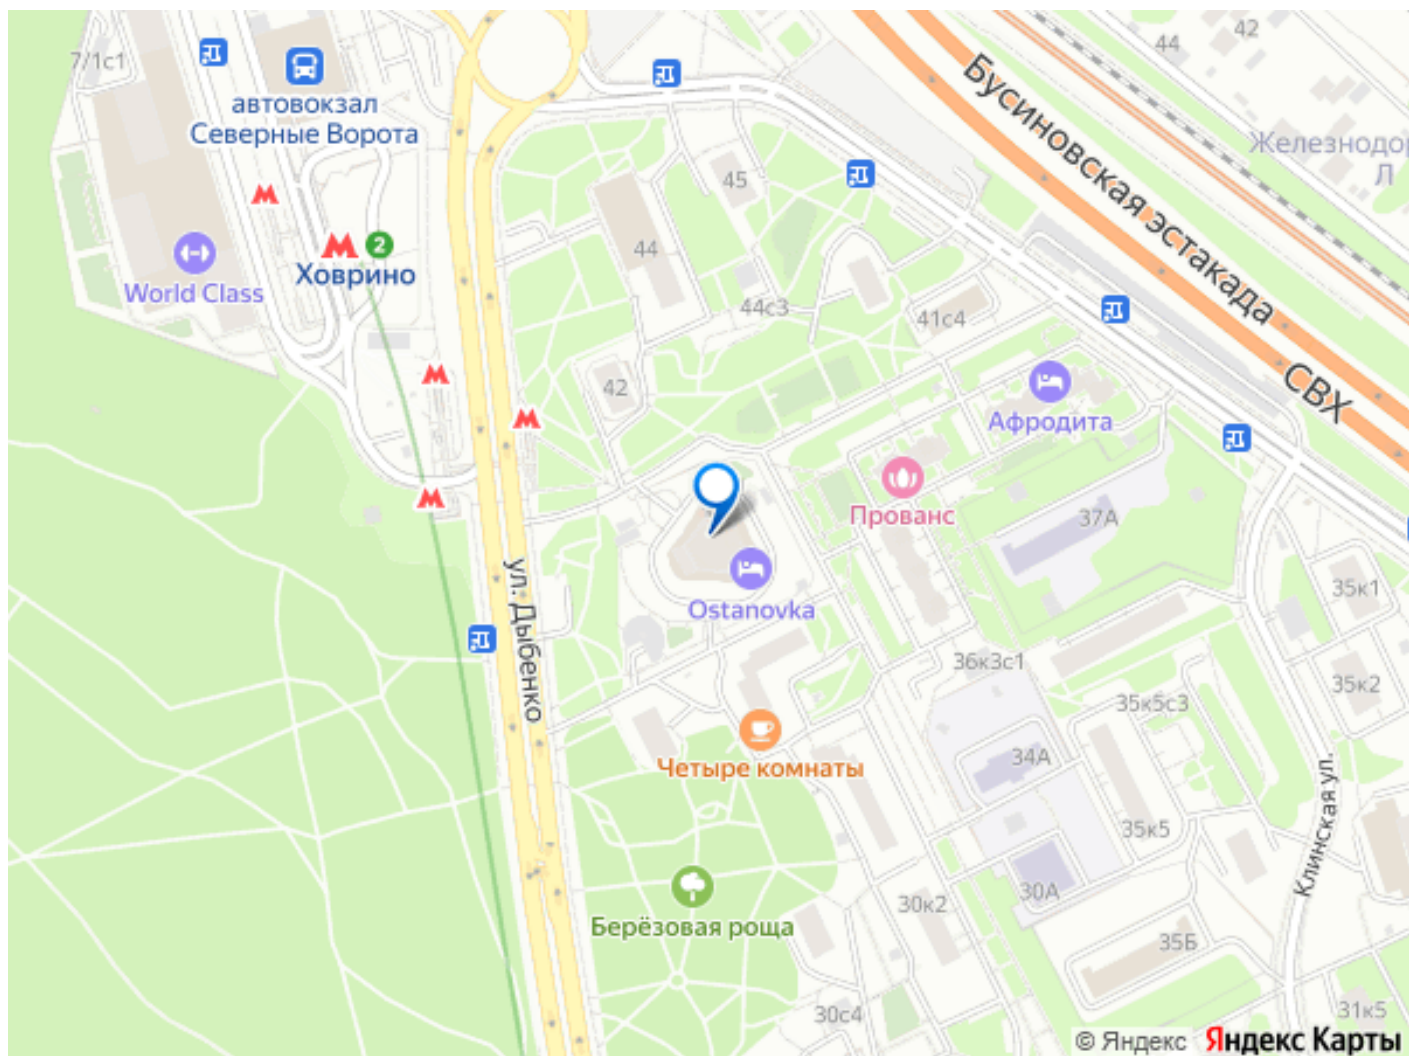 7/1с1
автовокзал
Северные Ворота
44
42
Бусиновская эстакада
Железнодор
Л
45
44
2
Ховрино
World Class
44с3
41с4
СВХ
42
Афродита
Прованс
37А
ул. Дыбенко
Ostanovka
35к1
36к3с1
35к2
35к5с3
Четыре комнаты
34А
Клинская ул.
35к5
30А
30к2
Берёзовая роща
35Б
30с4
31к5
© Яндекс Яндекс Карты